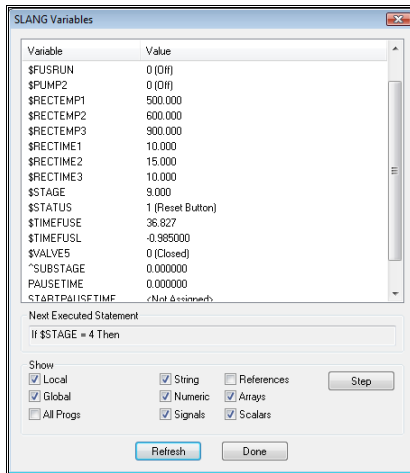 SLANG Variables
Variable Value
$FUSRUN 0 (Off)
$PUMP2 0 (Off)
$RECTEMP1 500.000
$RECTEMP2 600.000
$RECTEMP3 900.000
$RECTIME1 10.000
$RECTIME2 15.000
$RECTIME3 10.000
$STAGE 9.000
$STATUS 1 (Reset Button)
$TIMEFUSE 36.827
$TIMEFUSL -0.985000
$VALVE5 0 (Closed)
^SUBSTAGE 0.000000
PAUSETIME 0.000000
STARTPAUSETIME <Not Assigned>
Next Executed Statement
If $STAGE = 4 Then
Show
Local String References Step
Global Numeric Arrays
All Progs Signals Scalars
Refresh Done